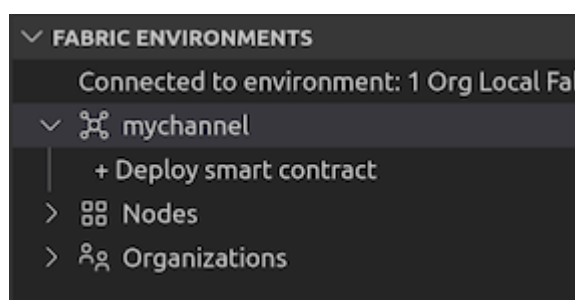 FABRIC ENVIRONMENTS
Connected to environment: 1 Org Local
mychannel
+ Deploy smart contract
Nodes
Organizations